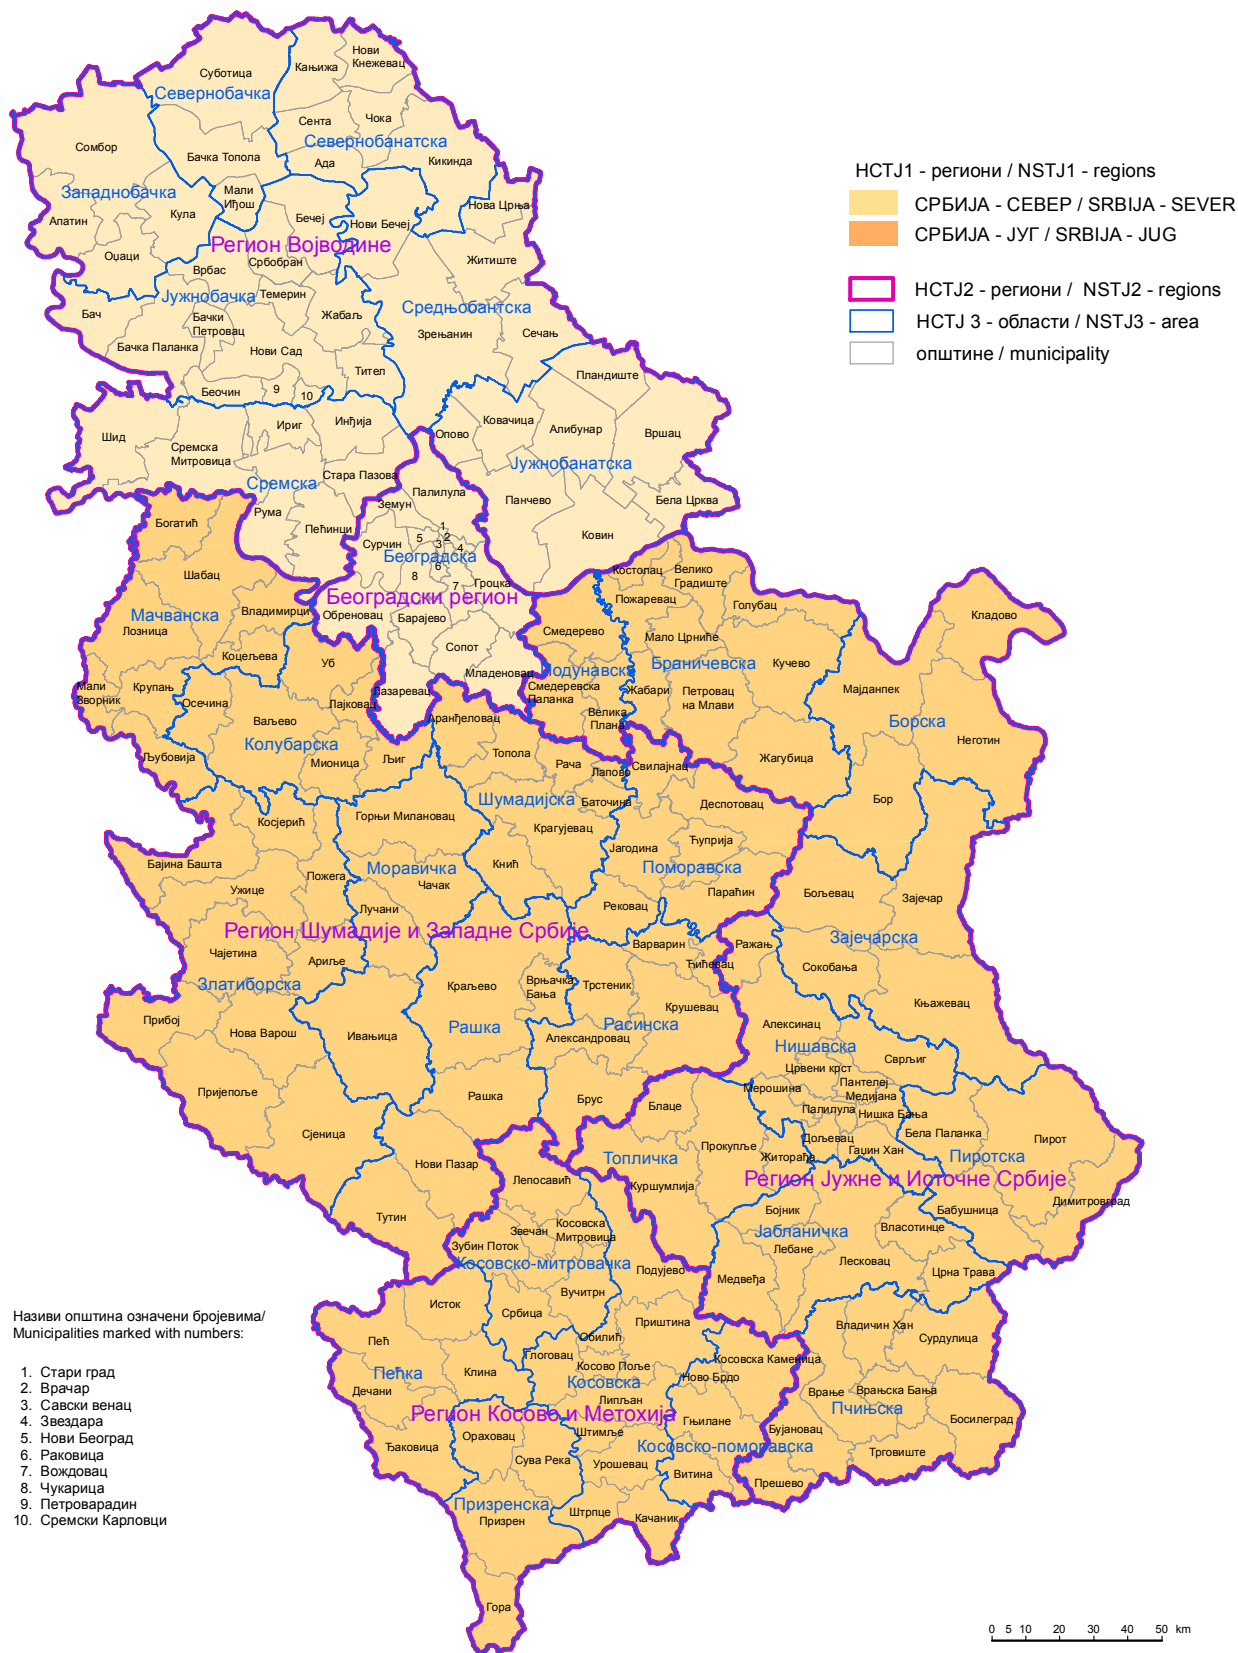 Нови
Кнежевац
Кањижа
Суботица
Севернобачка
Сента
Чока
Севернобанатска
Сомбор
Бачка Топола
Ада
Кикинда
Западнобачка
Мали
Иђош
Нова Црња
Апатин
Кула
Бечеј
Нови Бечеј
Регион Војводине
Оџаци
Србобран
Житиште
Врбас
Јужнобачка
Темерин
Средњобантска
Бач
Бачки
Петровац
Жабаљ
Зрењанин
Сечањ
Бачка Паланка
Нови Сад
Тител
Пландиште
Беочин
9
10
Шид
Ириг
Инђија
Ковачица
Опово
Алибунар
Вршац
Сремска
Митровица
Јужнобанатска
Стара Пазова
Сремска
Палилула
Панчево
Бела Црква
Земун
Рума
Пећинци
Ковин
Богатић
1
2
3
4
5
6
7
8
Сурчин
Београдска
Гроцка
Београдски регион
Обреновац
Барајево
Сопот
Младеновац
Лазаревац
Шабац
Мачванска
Владимирци
Лозница
Коцељева
Уб
Мали
Зворник
Крупањ
Осечина
Лајковац
Ваљево
Колубарска
Љубовија
Мионица
Љиг
Костолац
Велико
Градиште
Пожаревац
Голубац
Смедерево
Мало Црниће
Браничевска
Кучево
Подунавска
Смедеревска
Паланка
Жабари
Петровац
на Млави
Велика
Плана
Жагубица
Кладово
Мајданпек
Борска
Неготин
Бор
Аранђеловац
Топола
Рача
Лапово
Свилајнац
Шумадијска
Баточина
Деспотовац
Косјерић
Горњи Милановац
Крагујевац
Ћуприја
Јагодина
Бајина Башта
Моравичка
Кнић
Поморавска
Ужице
Пожега
Чачак
Параћин
Бољевац
Зајечар
Лучани
Рековац
Регион Шумадије и Западне Србије
Варварин
Ражањ
Зајечарска
Чајетина
Ариље
Ћићевац
Сокобања
Златиборска
Краљево
Врњачка
Бања
Трстеник
Крушевац
Књажевац
Прибој
Нова Варош
Ивањица
Рашка
Расинска
Александровац
Алексинац
Нишавска
Сврљиг
Црвени крст
Пријепоље
Рашка
Брус
Блаце
Мерошина
Пантелеј
Медијана
Палилула
Нишка Бања
Сјеница
Прокупље
Дољевац
Гаџин Хан
Бела Паланка
Пирот
Житорађа
Пиротска
Топличка
Нови Пазар
Лепосавић
Регион Јужне и Источне Србије
Куршумлија
Димитровград
Тутин
Бојник
Бабушница
Звечан
Косовска
Митровица
Јабланичка
Власотинце
Зубин Поток
Лебане
Лесковац
Косовско-митровачка
Подујево
Медвеђа
Црна Трава
Вучитрн
Исток
Србица
Приштина
Владичин Хан
Сурдулица
Пећ
Обилић
Глоговац
Косово Поље
Косовска Каменица
Пећка
Клина
Косовска
Ново Брдо
Дечани
Врање
Врањска Бања
Липљан
Пчињска
Регион Косово и Метохија
Гњилане
Босилеград
Ораховац
Штимље
Бујановац
Ђаковица
Косовско-поморавска
Сува Река
Урошевац
Трговиште
Витина
Прешево
Призренска
Призрен
Штрпце
Качаник
Гора
НСТЈ1 - региони / NSTJ1 - regions
СРБИЈА - СЕВЕР / SRBIJA - SEVER
СРБИЈА - ЈУГ / SRBIJA - JUG
НСТЈ2 - региони / NSTJ2 - regions
НСТЈ 3 - области / NSTJ3 - area
општине / municipality
Називи општина означени бројевима/
Municipalities marked with numbers:
1. Стари град
2. Врачар
3. Савски венац
4. Звездара
5. Нови Београд
6. Раковица
7. Вождовац
8. Чукарица
9. Петроварадин
10. Сремски Карловци
0 5 10 20 30 40 50 km